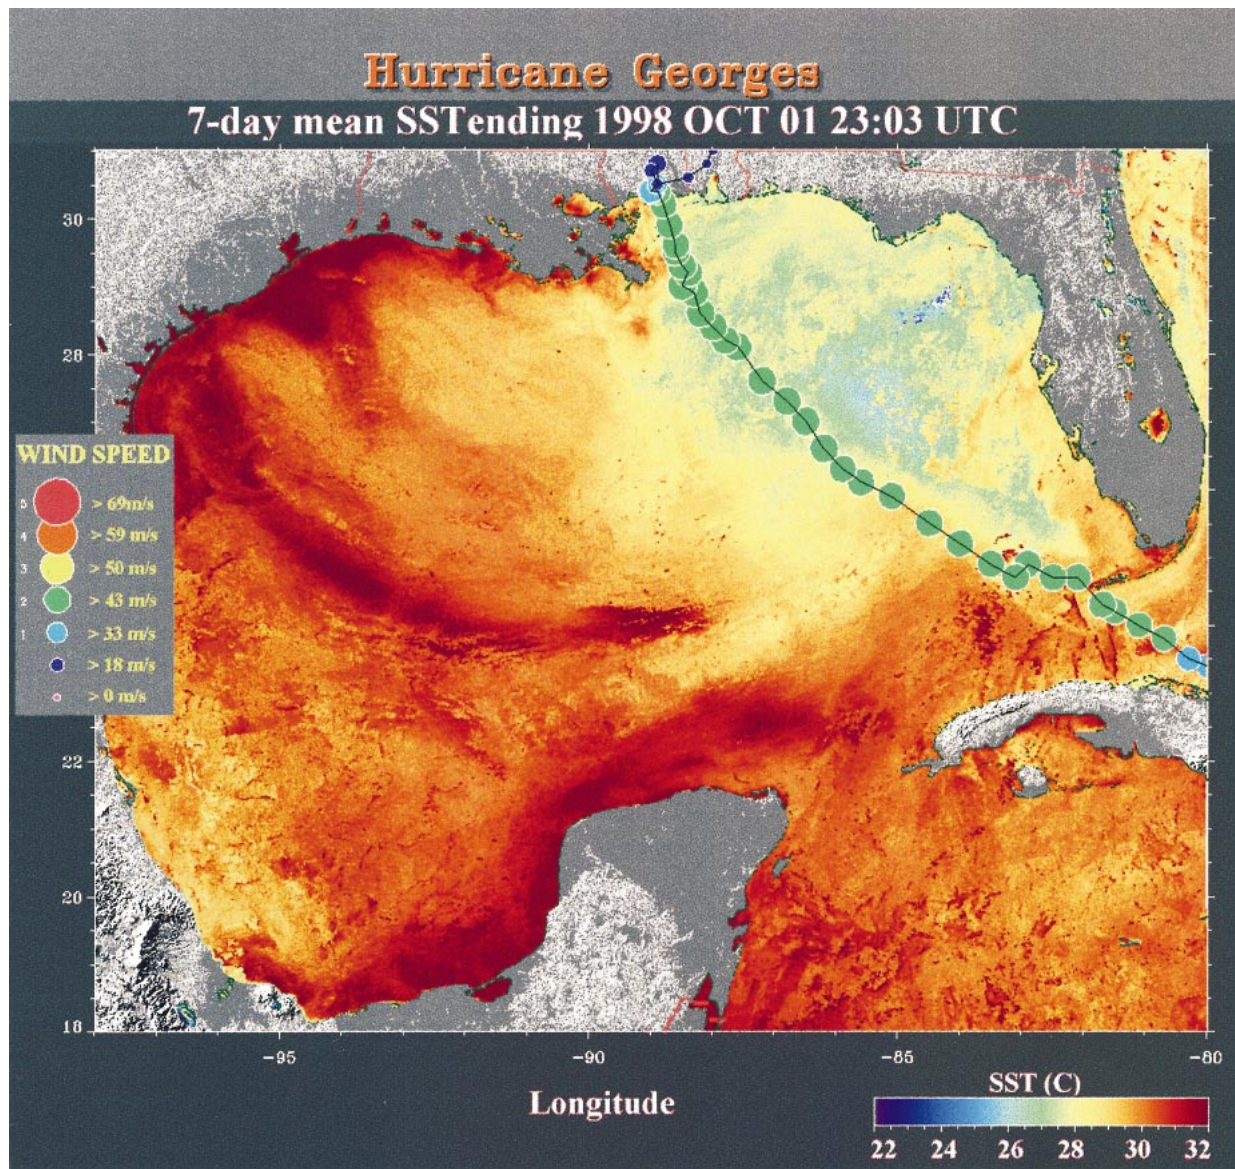 Hurricane Georges
7-day mean SSTending 1998 OCT 01 23:03 UTC
30
28
WIND SPEED
5 > 69m/s
4 > 59 m/s
3 > 50 m/s
2 > 43 m/s
1 > 33 m/s
> 18 m/s
> 0 m/s
22
20
18
-95 -90 -85 -80
Longitude
SST (C)
22 24 26 28 30 32